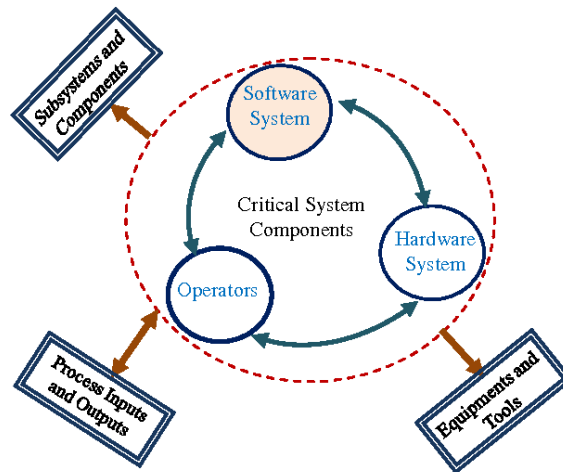 Subsystems and
Components
Software
System
Critical System
Components
Hardware
System
Operators
Process Inputs
and Outputs
Equipments and
Tools